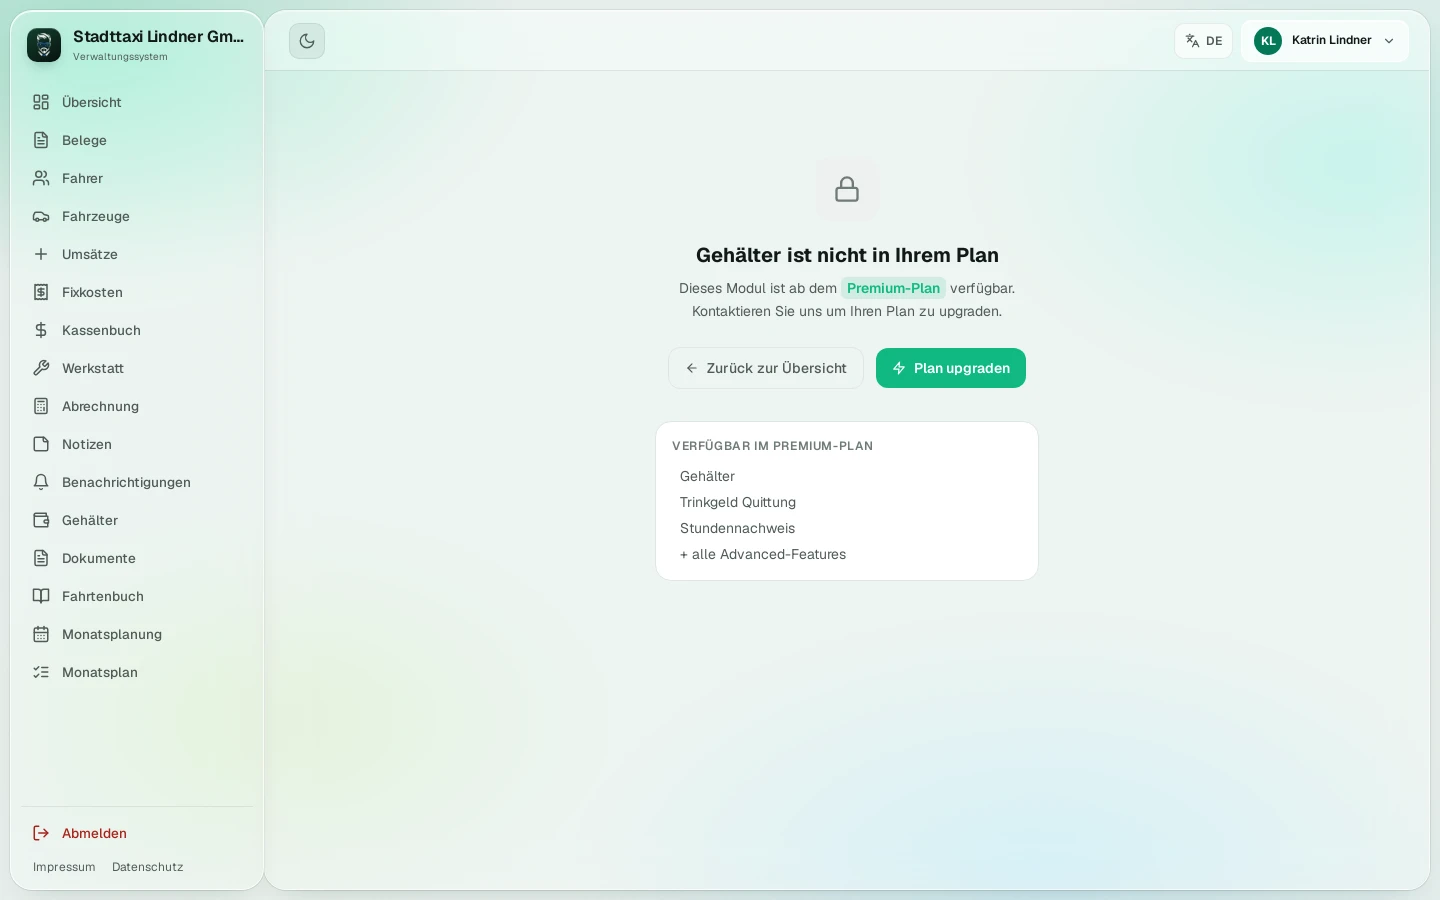 Stadttaxi Lindner Gm...
Verwaltungssystem
Übersicht
Belege
Fahrer
Fahrzeuge
Umsätze
Fixkosten
Kassenbuch
Werkstatt
Abrechnung
Notizen
Benachrichtigungen
Gehälter
Dokumente
Fahrtenbuch
Monatsplanung
Monatsplan
Abmelden
Impressum Datenschutz
DE
KL Katrin Lindner
Gehälter ist nicht in Ihrem Plan
Dieses Modul ist ab dem Premium-Plan verfügbar.
Kontaktieren Sie uns um Ihren Plan zu upgraden.
Zurück zur Übersicht
Plan upgraden
VERFÜGBAR IM PREMIUM-PLAN
Gehälter
Trinkgeld Quittung
Stundennachweis
+ alle Advanced-Features